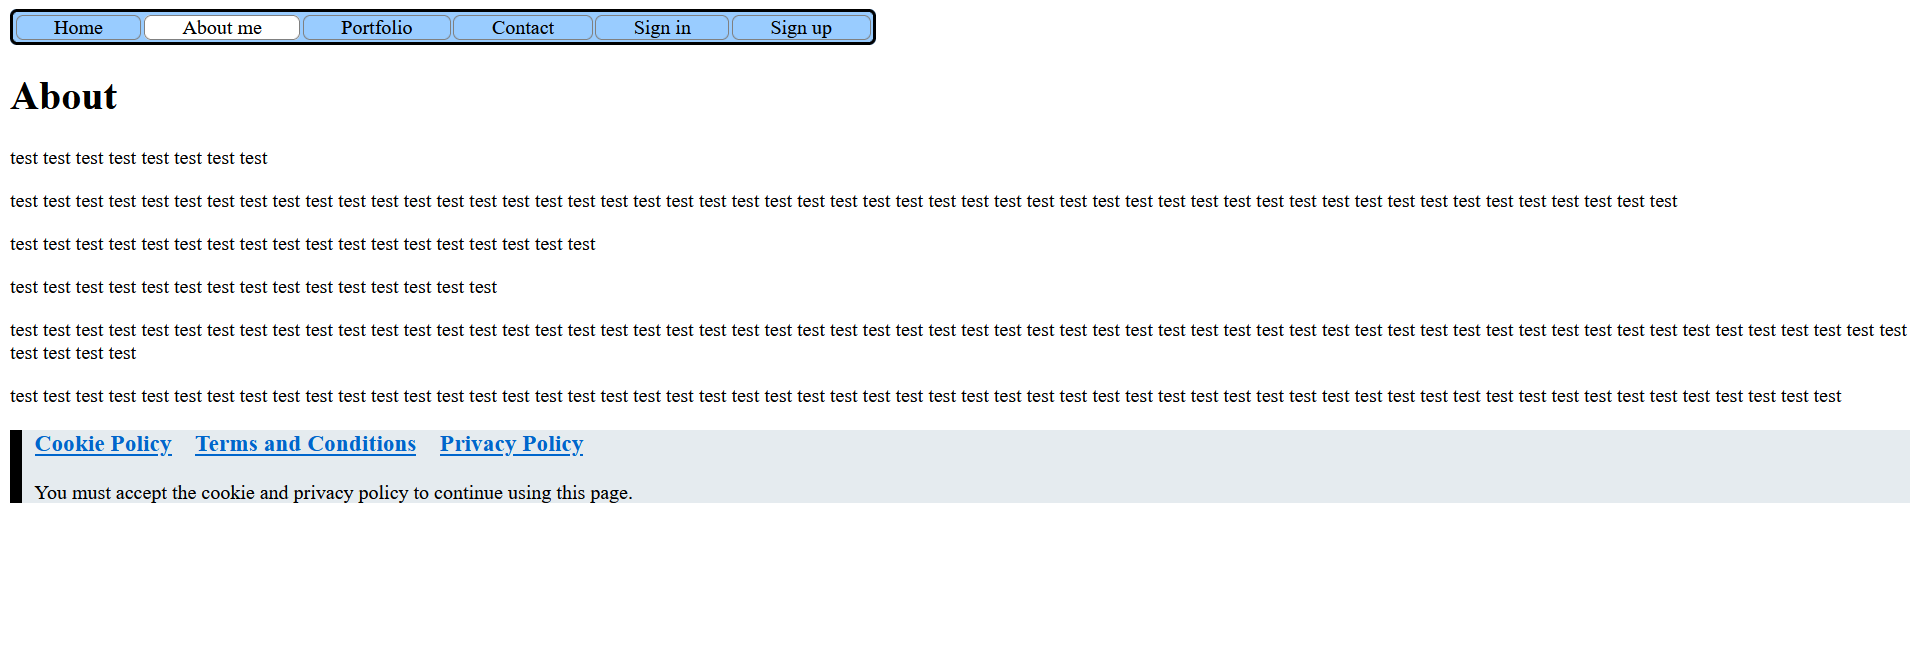 Home About me Portfolio Contact Sign in Sign up
About
test test test test test test test test
test test test test test test test test test test test test test test test test test test test test test test test test test test test test test test test test test test test test test test test test test test test test test test test test test test
test test test test test test test test test test test test test test test test test test
test test test test test test test test test test test test test test test
test test test test test test test test test test test test test test test test test test test test test test test test test test test test test test test test test test test test test test test test test test test test test test test test test test test test test test test test test
test test test test
test test test test test test test test test test test test test test test test test test test test test test test test test test test test test test test test test test test test test test test test test test test test test test test test test test test test test test test test
Cookie Policy Terms and Conditions Privacy Policy
You must accept the cookie and privacy policy to continue using this page.